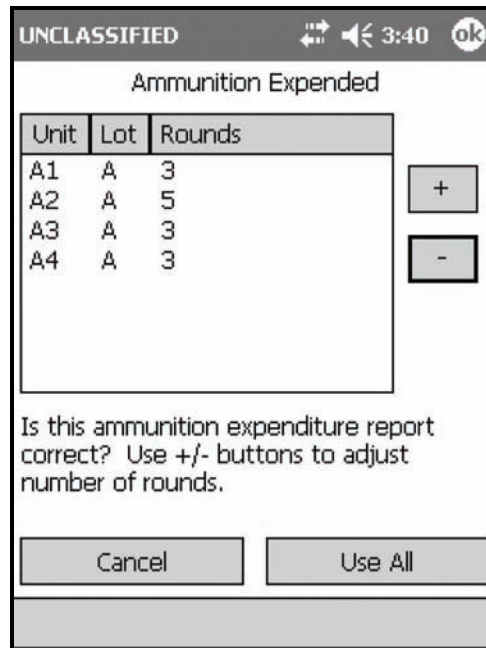 UNCLASSIFIED 3:40 ok
Ammunition Expended
Unit Lot Rounds
A1 A 3
A2 A 5
A3 A 3
A4 A 3
+
-
Is this ammunition expenditure report
correct? Use +/- buttons to adjust
number of rounds.
Cancel Use All